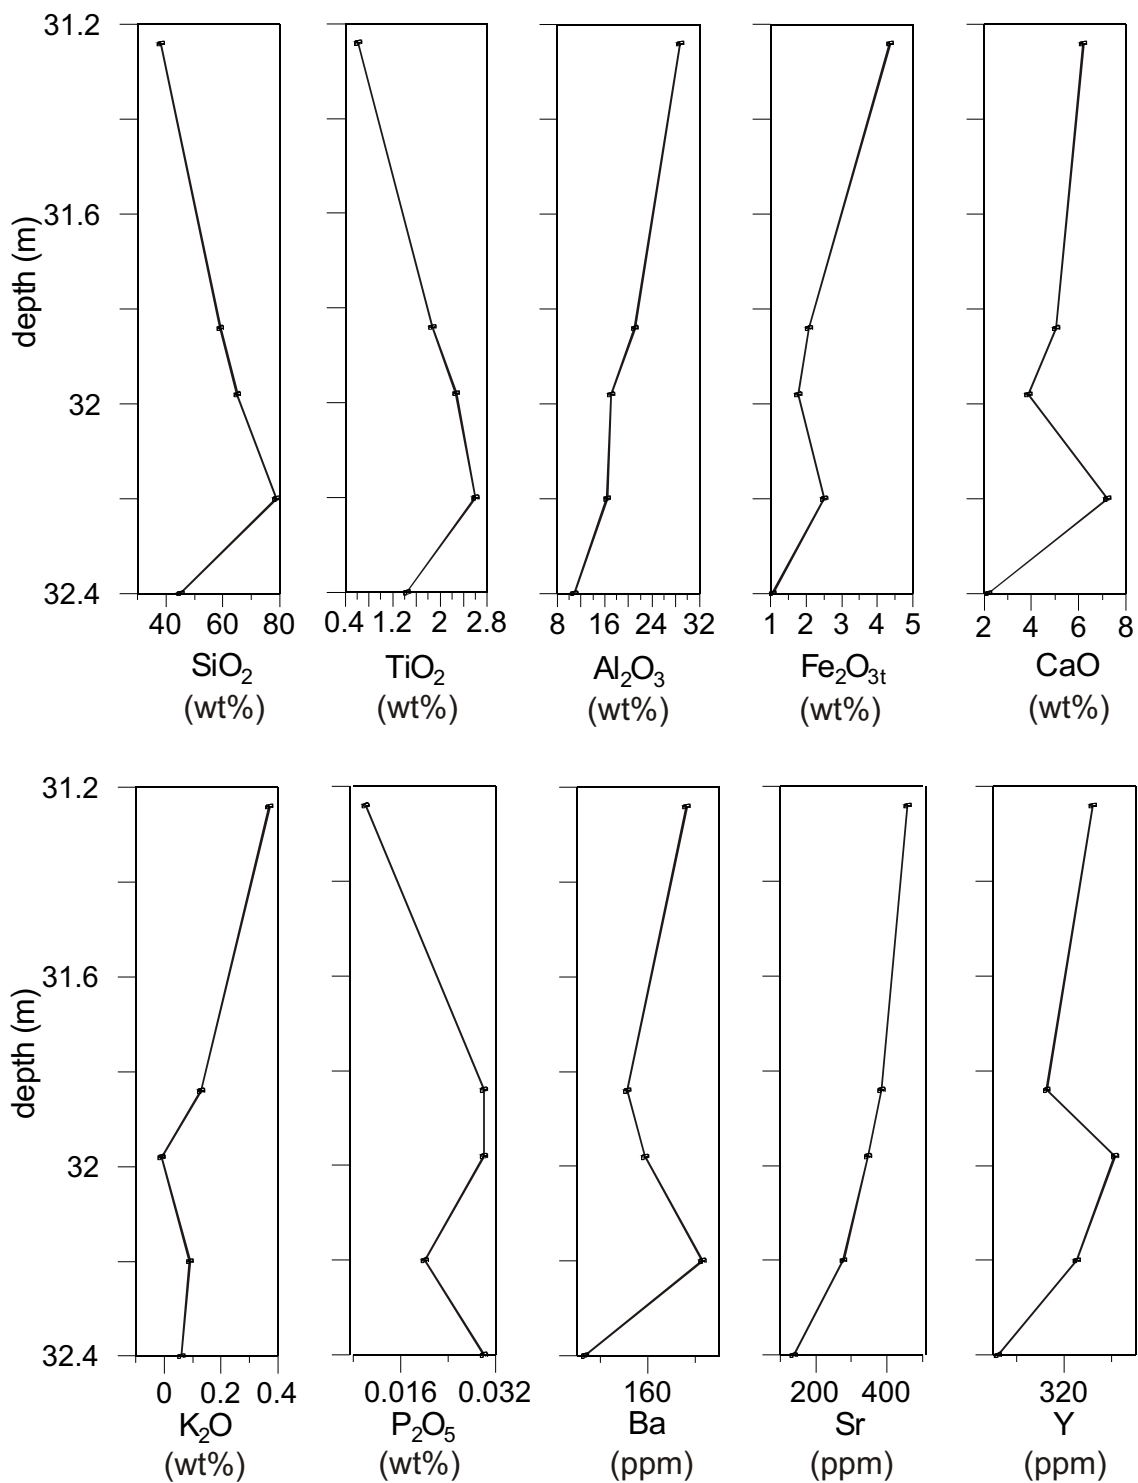 31.2
31.6
32
32.4
depth (m)
40 80
SiO₂
(wt%)
0.4 1.2 2 2.8
TiO₂
(wt%)
8 16 24 32
Al₂O₃
(wt%)
1 2 3 4 5
Fe₂O₃t
(wt%)
2 4 6 8
CaO
(wt%)
31.2
31.6
32
32.4
depth (m)
0 0.2 0.4
K₂O
(wt%)
0.016 0.032
P₂O₅
(wt%)
160
Ba
(ppm)
200 400
Sr
(ppm)
320
Y
(ppm)